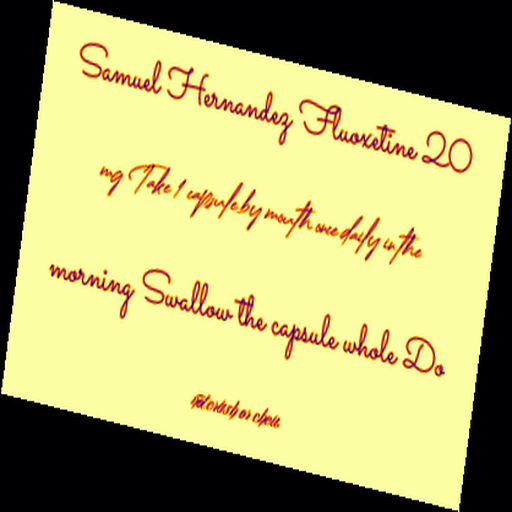 Samuel Hernandez Fluoxetine 20
mg Take 1 capsule by mouth once daily in the
morning Swallow the capsule whole Do
not crush or chew